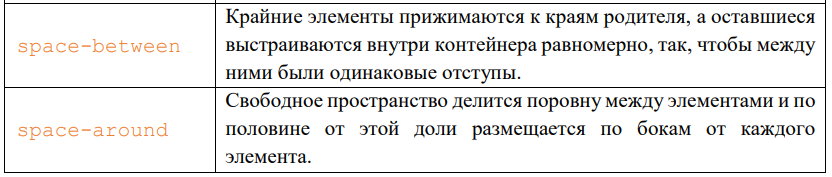 space-between
Крайние элементы прижимаются к краям родителя, а оставшиеся
выстраиваются внутри контейнера равномерно, так, чтобы между
ними были одинаковые отступы.
space-around
Свободное пространство делится поровну между элементами и по
половине от этой доли размещается по бокам от каждого
элемента.